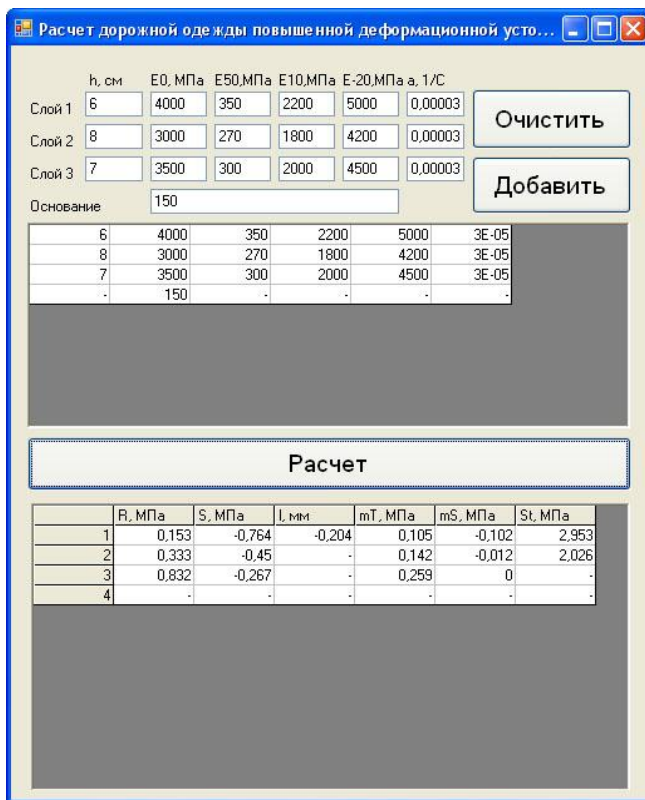 Расчет дорожной одежды повышенной деформационной усто...
h, см E0, МПа E50,МПа E10,МПа E-20,МПа a, 1/C
Слой 1 6 4000 350 2200 5000 0,00003
Очистить
Слой 2 8 3000 270 1800 4200 0,00003
Слой 3 7 3500 300 2000 4500 0,00003
Добавить
Основание 150
6 4000 350 2200 5000 3E-05
8 3000 270 1800 4200 3E-05
7 3500 300 2000 4500 3E-05
- 150 - - - -
Расчет
R, МПа S, МПа l, мм mT, МПа mS, МПа St, МПа
1 0,153 -0,764 -0,204 0,105 -0,102 2,953
2 0,333 -0,45 - 0,142 -0,012 2,026
3 0,832 -0,267 - 0,259 0 -
4 - - - - - -